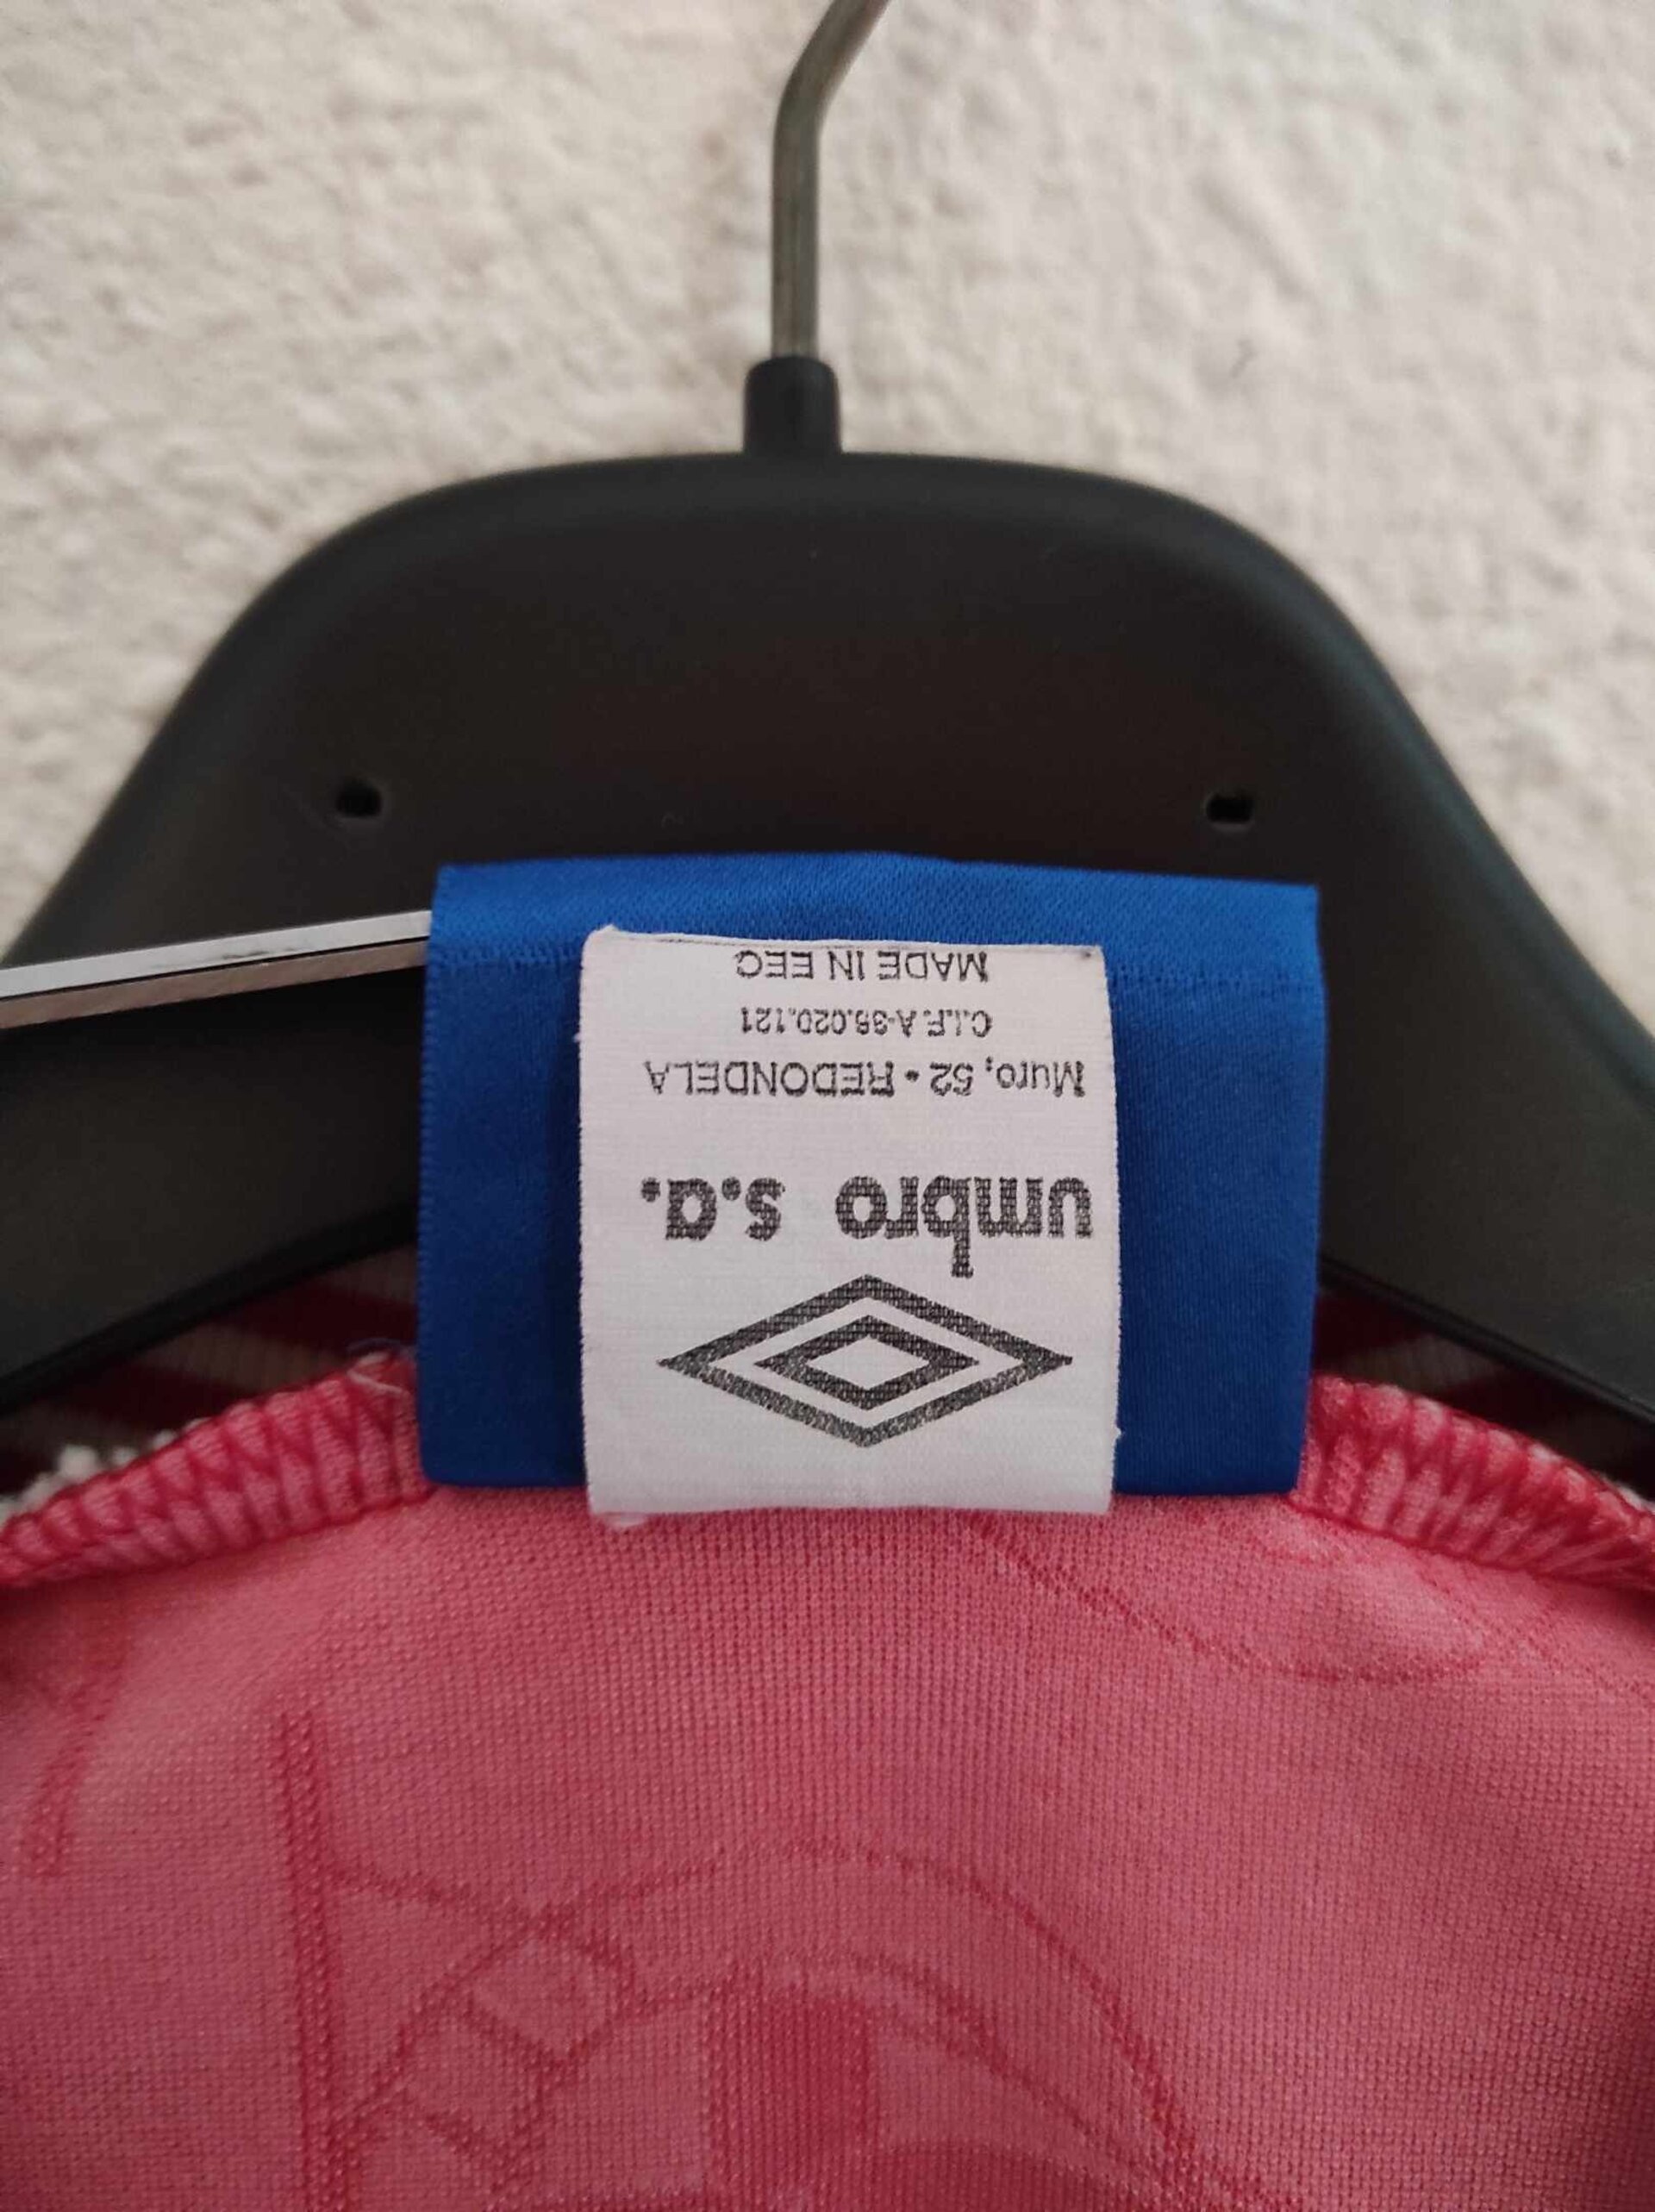 umbro s.a.
Muro, 52 • REDONDELA
C.I.F. A-36.020.121
MADE IN EEC